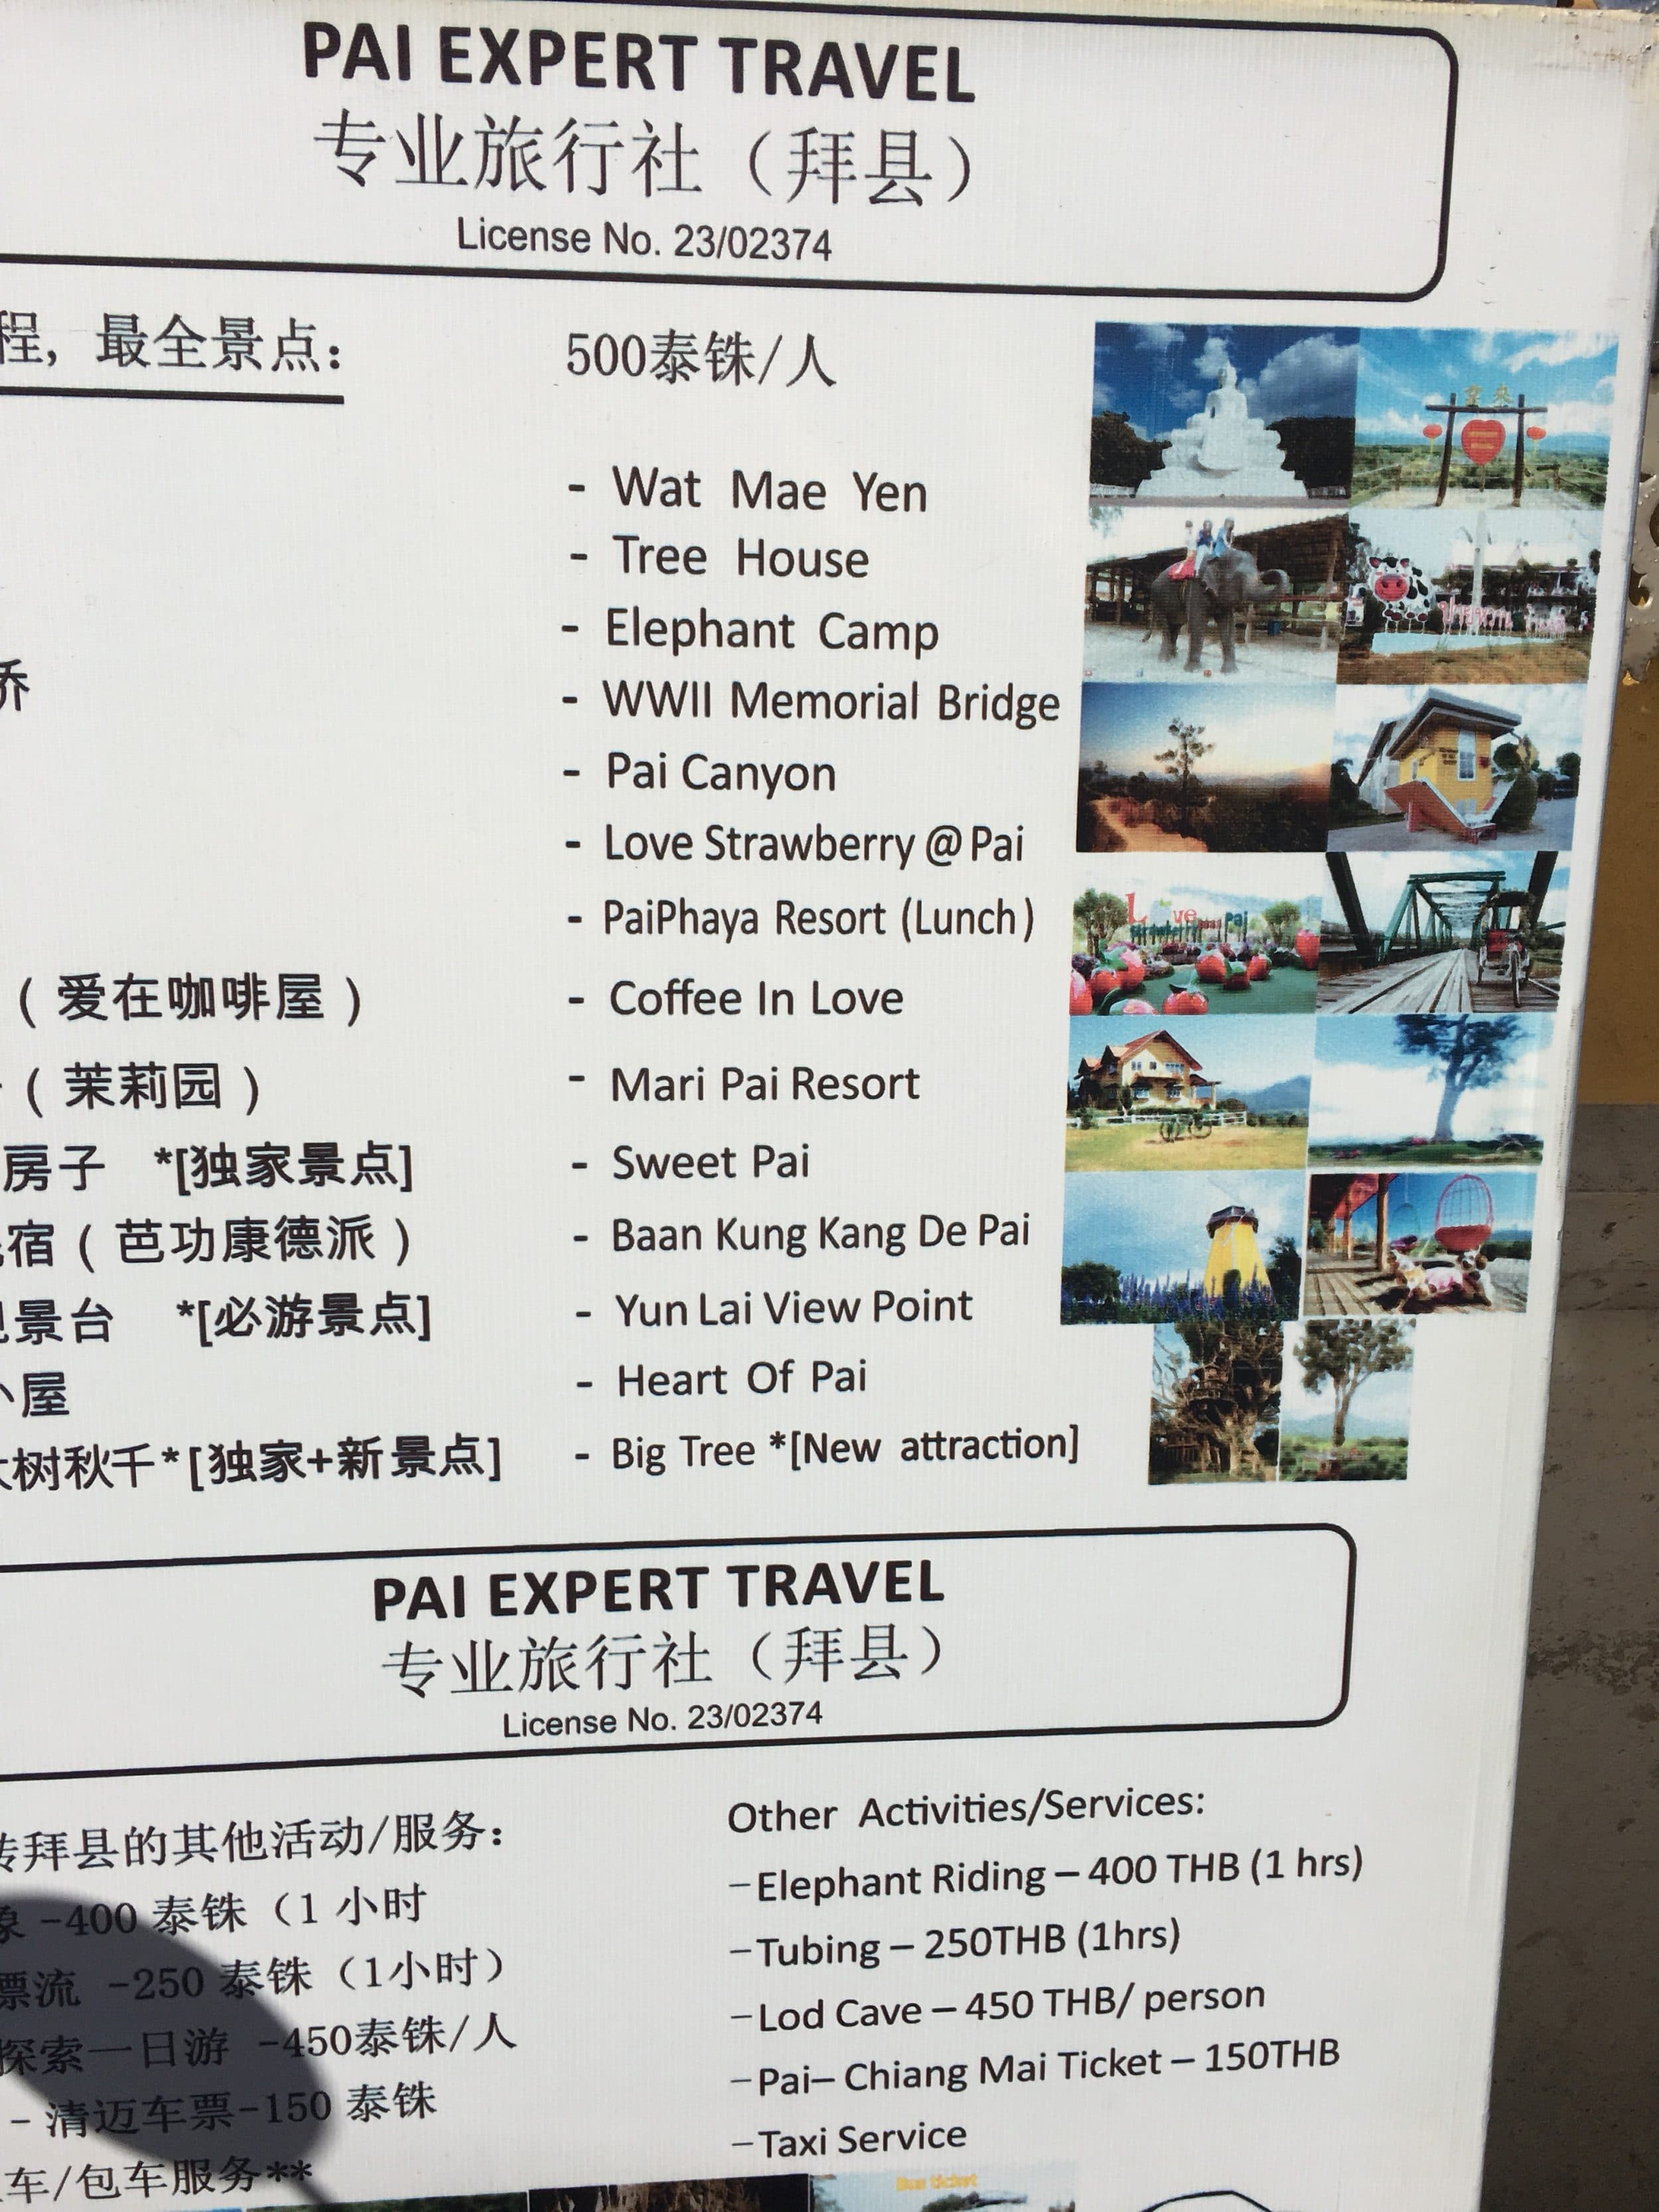 PAI EXPERT TRAVEL
专业旅行社（拜县）
License No. 23/02374
程，最全景点： 500泰铢/人
- Wat Mae Yen
- Tree House
- Elephant Camp
桥 - WWII Memorial Bridge
- Pai Canyon
- Love Strawberry @ Pai
- PaiPhaya Resort (Lunch)
（爱在咖啡屋） - Coffee In Love
（茉莉园） - Mari Pai Resort
房子 *[独家景点] - Sweet Pai
宿（芭功康德派） - Baan Kung Kang De Pai
景台 *[必游景点] - Yun Lai View Point
小屋 - Heart Of Pai
大树秋千*[独家+新景点] - Big Tree *[New attraction]
PAI EXPERT TRAVEL
专业旅行社（拜县）
License No. 23/02374
拜县的其他活动/服务： Other Activities/Services:
象 -400 泰铢（1 小时 –Elephant Riding – 400 THB (1 hrs)
漂流 -250 泰铢（1小时） –Tubing – 250THB (1hrs)
探索一日游 -450泰铢/人 –Lod Cave – 450 THB/ person
- 清迈车票-150 泰铢 –Pai– Chiang Mai Ticket – 150THB
车/包车服务** –Taxi Service
Bus ticket